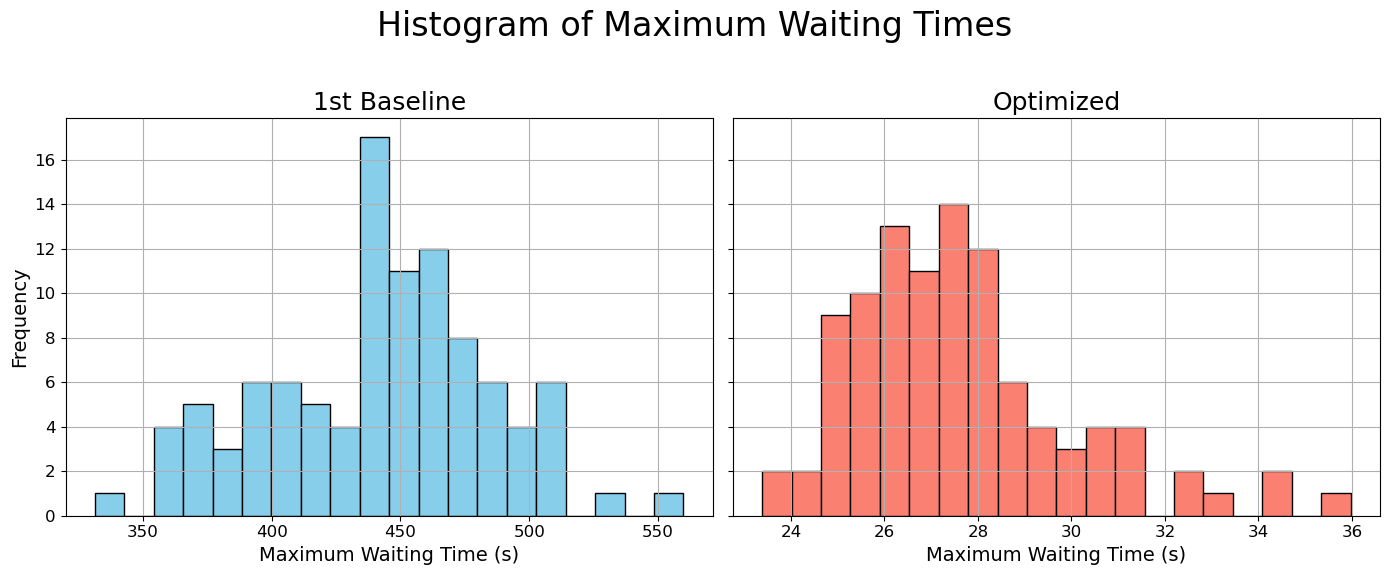 Histogram of Maximum Waiting Times
1st Baseline
Optimized
Frequency
16
14
12
10
8
6
4
2
0
350 400 450 500 550
24 26 28 30 32 34 36
Maximum Waiting Time (s)
Maximum Waiting Time (s)